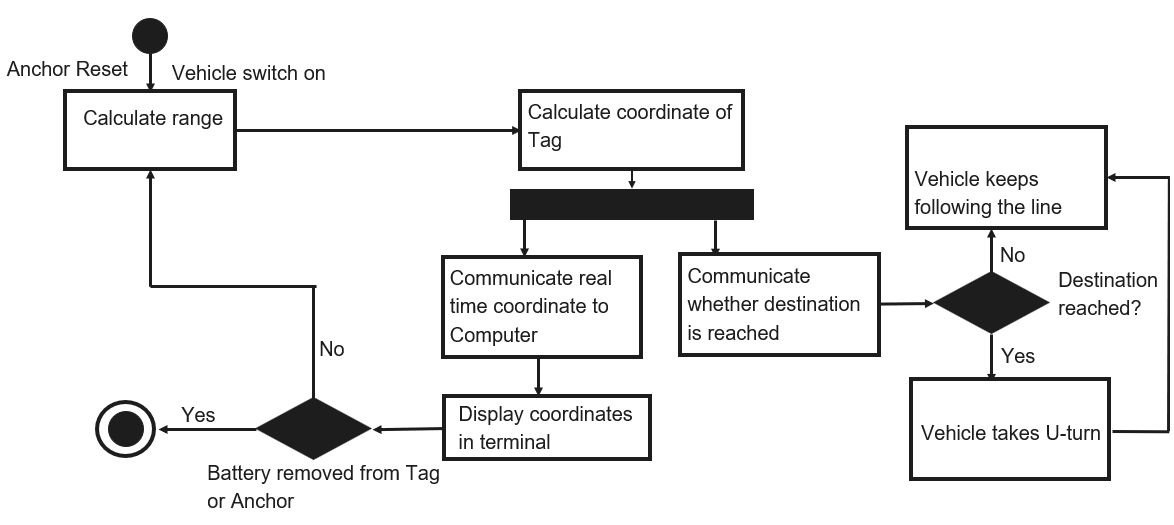 Anchor Reset
Vehicle switch on
Calculate range
Calculate coordinate of
Tag
Vehicle keeps
following the line
No
Communicate real
time coordinate to
Computer
Communicate
whether destination
is reached
Destination
reached?
Yes
Vehicle takes U-turn
No
Yes
Display coordinates
in terminal
Battery removed from Tag
or Anchor